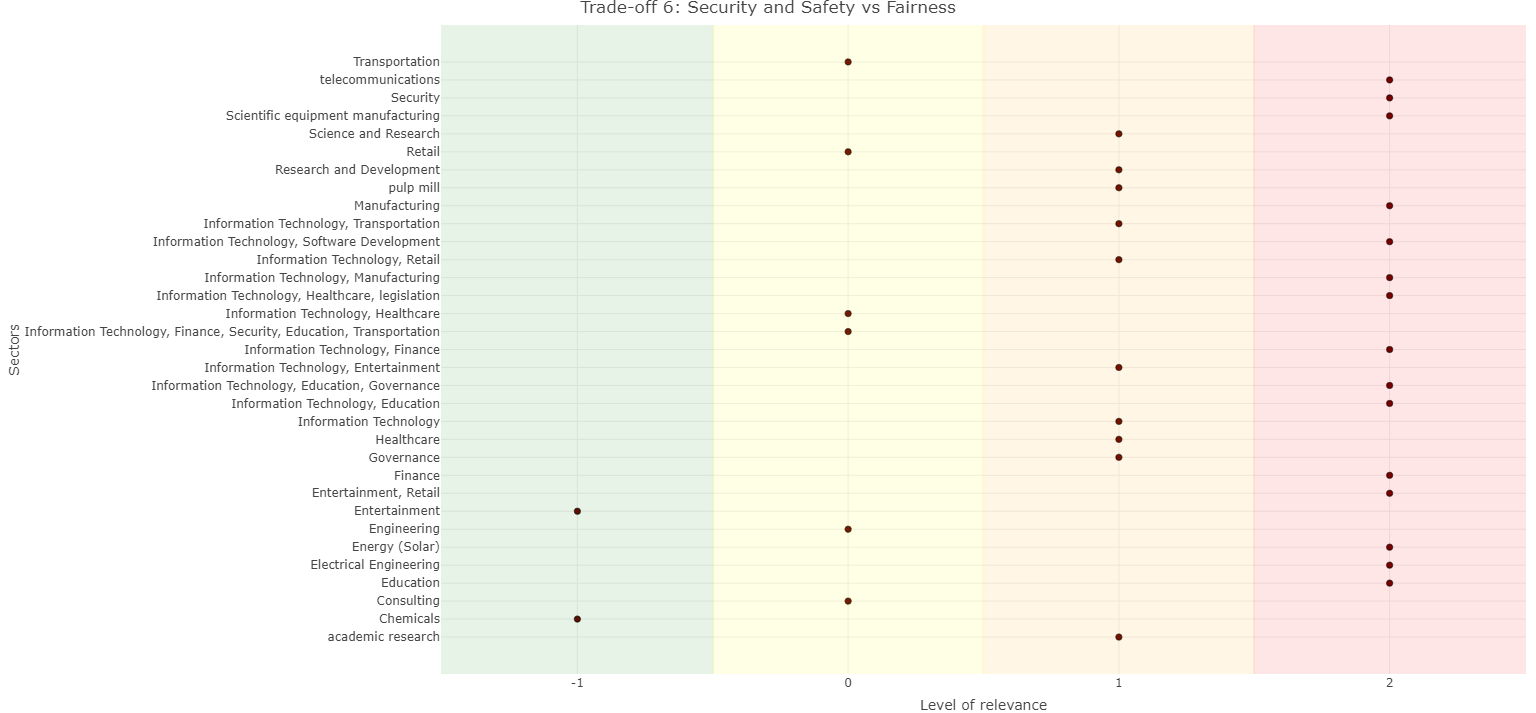 Trade-off 6: Security and Safety vs Fairness
Transportation
telecommunications
Security
Scientific equipment manufacturing
Science and Research
Retail
Research and Development
pulp mill
Manufacturing
Information Technology, Transportation
Information Technology, Software Development
Information Technology, Retail
Information Technology, Manufacturing
Information Technology, Healthcare, legislation
Information Technology, Healthcare
Information Technology, Finance, Security, Education, Transportation
Information Technology, Finance
Information Technology, Entertainment
Information Technology, Education, Governance
Information Technology, Education
Information Technology
Healthcare
Governance
Finance
Entertainment, Retail
Entertainment
Engineering
Energy (Solar)
Electrical Engineering
Education
Consulting
Chemicals
academic research
Sectors
-1 0 1 2
Level of relevance